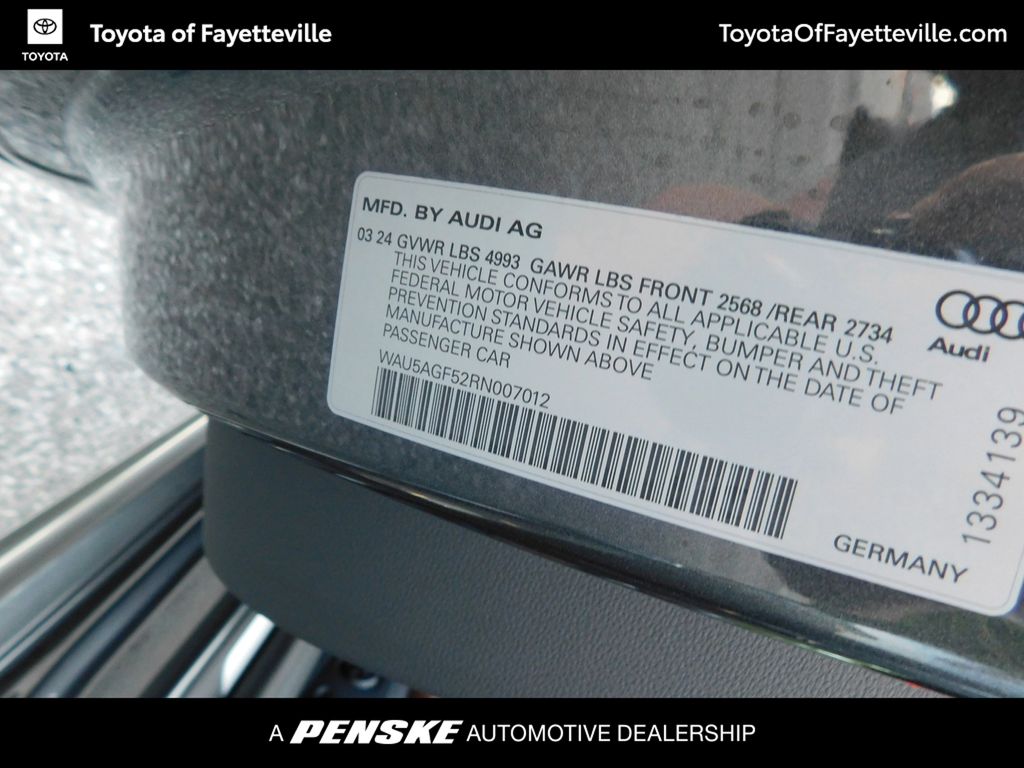 TOYOTA
Toyota of Fayetteville
ToyotaOfFayetteville.com
MFD. BY AUDI AG
03 24 GVWR LBS 4993 GAWR LBS FRONT 2568 /REAR 2734
THIS VEHICLE CONFORMS TO ALL APPLICABLE U.S.
FEDERAL MOTOR VEHICLE SAFETY, BUMPER AND THEFT
PREVENTION STANDARDS IN EFFECT ON THE DATE OF
MANUFACTURE SHOWN ABOVE
PASSENGER CAR
WAU5AGF52RN007012
Audi
1334139
GERMANY
A PENSKE AUTOMOTIVE DEALERSHIP